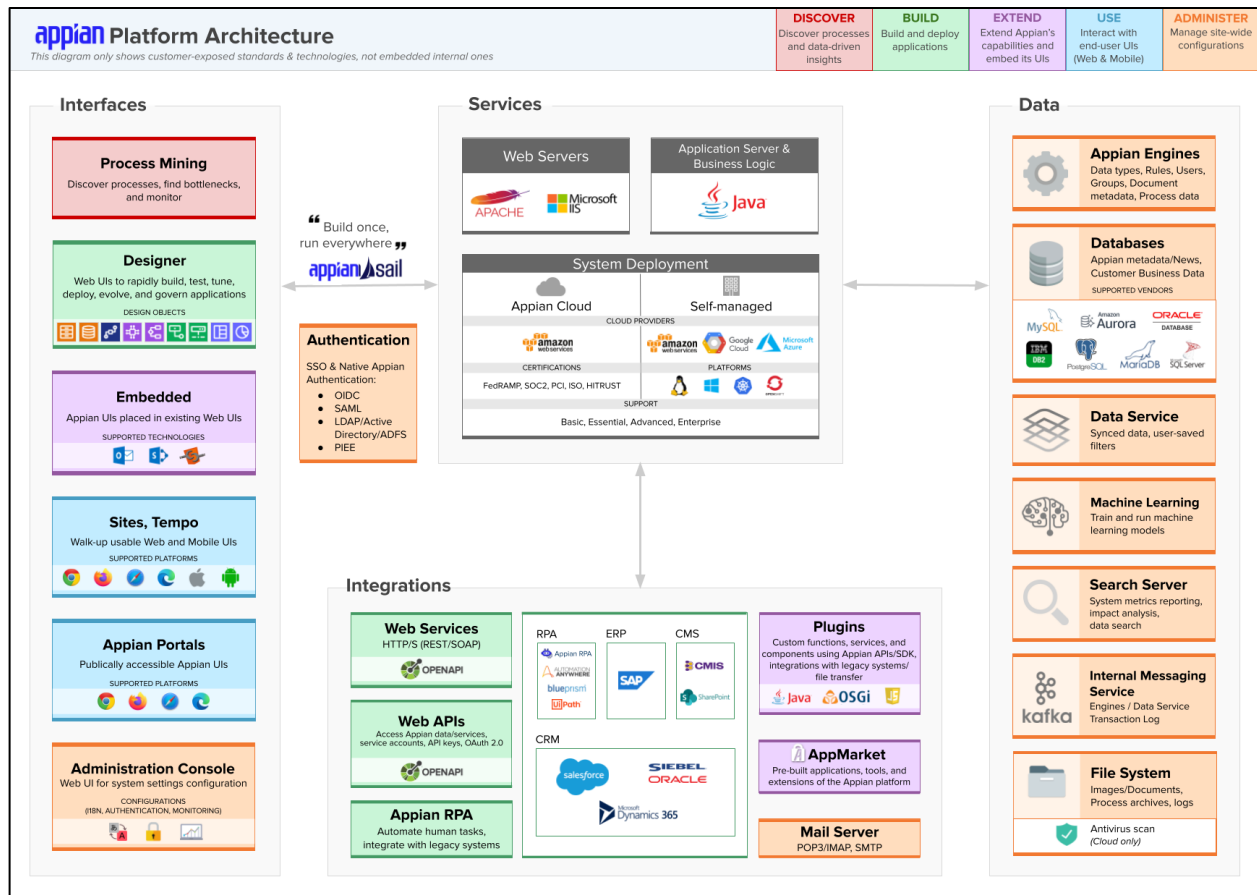 appian Platform Architecture
This diagram only shows customer-exposed standards & technologies, not embedded internal ones
DISCOVER
Discover processes
and data-driven
insights
BUILD
Build and deploy
applications
EXTEND
Extend Appian's
capabilities and
embed its UIs
USE
Interact with
end-user UIs
(Web & Mobile)
ADMINISTER
Manage site-wide
configurations
Interfaces
Process Mining
Discover processes, find bottlenecks,
and monitor
Designer
Web UIs to rapidly build, test, tune,
deploy, evolve, and govern applications
DESIGN OBJECTS
Embedded
Appian UIs placed in existing Web UIs
SUPPORTED TECHNOLOGIES
Sites, Tempo
Walk-up usable Web and Mobile UIs
SUPPORTED PLATFORMS
Appian Portals
Publically accessible Appian UIs
SUPPORTED PLATFORMS
Administration Console
Web UI for system settings configuration
CONFIGURATIONS
(I18N, AUTHENTICATION, MONITORING)
“ Build once,
run everywhere ”
appian sail
Authentication
SSO & Native Appian
Authentication:
● OIDC
● SAML
● LDAP/Active
Directory/ADFS
● PIEE
Services
Web Servers
APACHE
Microsoft
IIS
Application Server &
Business Logic
Java
System Deployment
Appian Cloud
Self-managed
CLOUD PROVIDERS
amazon
webservices
amazon
webservices
Google
Cloud
Microsoft
Azure
CERTIFICATIONS
PLATFORMS
FedRAMP, SOC2, PCI, ISO, HITRUST
SUPPORT
Basic, Essential, Advanced, Enterprise
Integrations
Web Services
HTTP/S (REST/SOAP)
OPENAPI
Web APIs
Access Appian data/services,
service accounts, API keys, OAuth 2.0
OPENAPI
Appian RPA
Automate human tasks,
integrate with legacy systems
RPA
Appian RPA
AUTOMATION
ANYWHERE
blueprism
UiPath
ERP
SAP
CMS
CMIS
SharePoint
CRM
salesforce
SIEBEL
ORACLE
Microsoft
Dynamics 365
Plugins
Custom functions, services, and
components using Appian APIs/SDK,
integrations with legacy systems/
file transfer
Java
OSGi
JS
AppMarket
Pre-built applications, tools, and
extensions of the Appian platform
Mail Server
POP3/IMAP, SMTP
Data
Appian Engines
Data types, Rules, Users,
Groups, Document
metadata, Process data
Databases
Appian metadata/News,
Customer Business Data
SUPPORTED VENDORS
MySQL
Amazon
Aurora
ORACLE
DATABASE
IBM
DB2
PostgreSQL
MariaDB
SQL Server
Data Service
Synced data, user-saved
filters
Machine Learning
Train and run machine
learning models
Search Server
System metrics reporting,
impact analysis,
data search
kafka
Internal Messaging
Service
Engines / Data Service
Transaction Log
File System
Images/Documents,
Process archives, logs
Antivirus scan
(Cloud only)